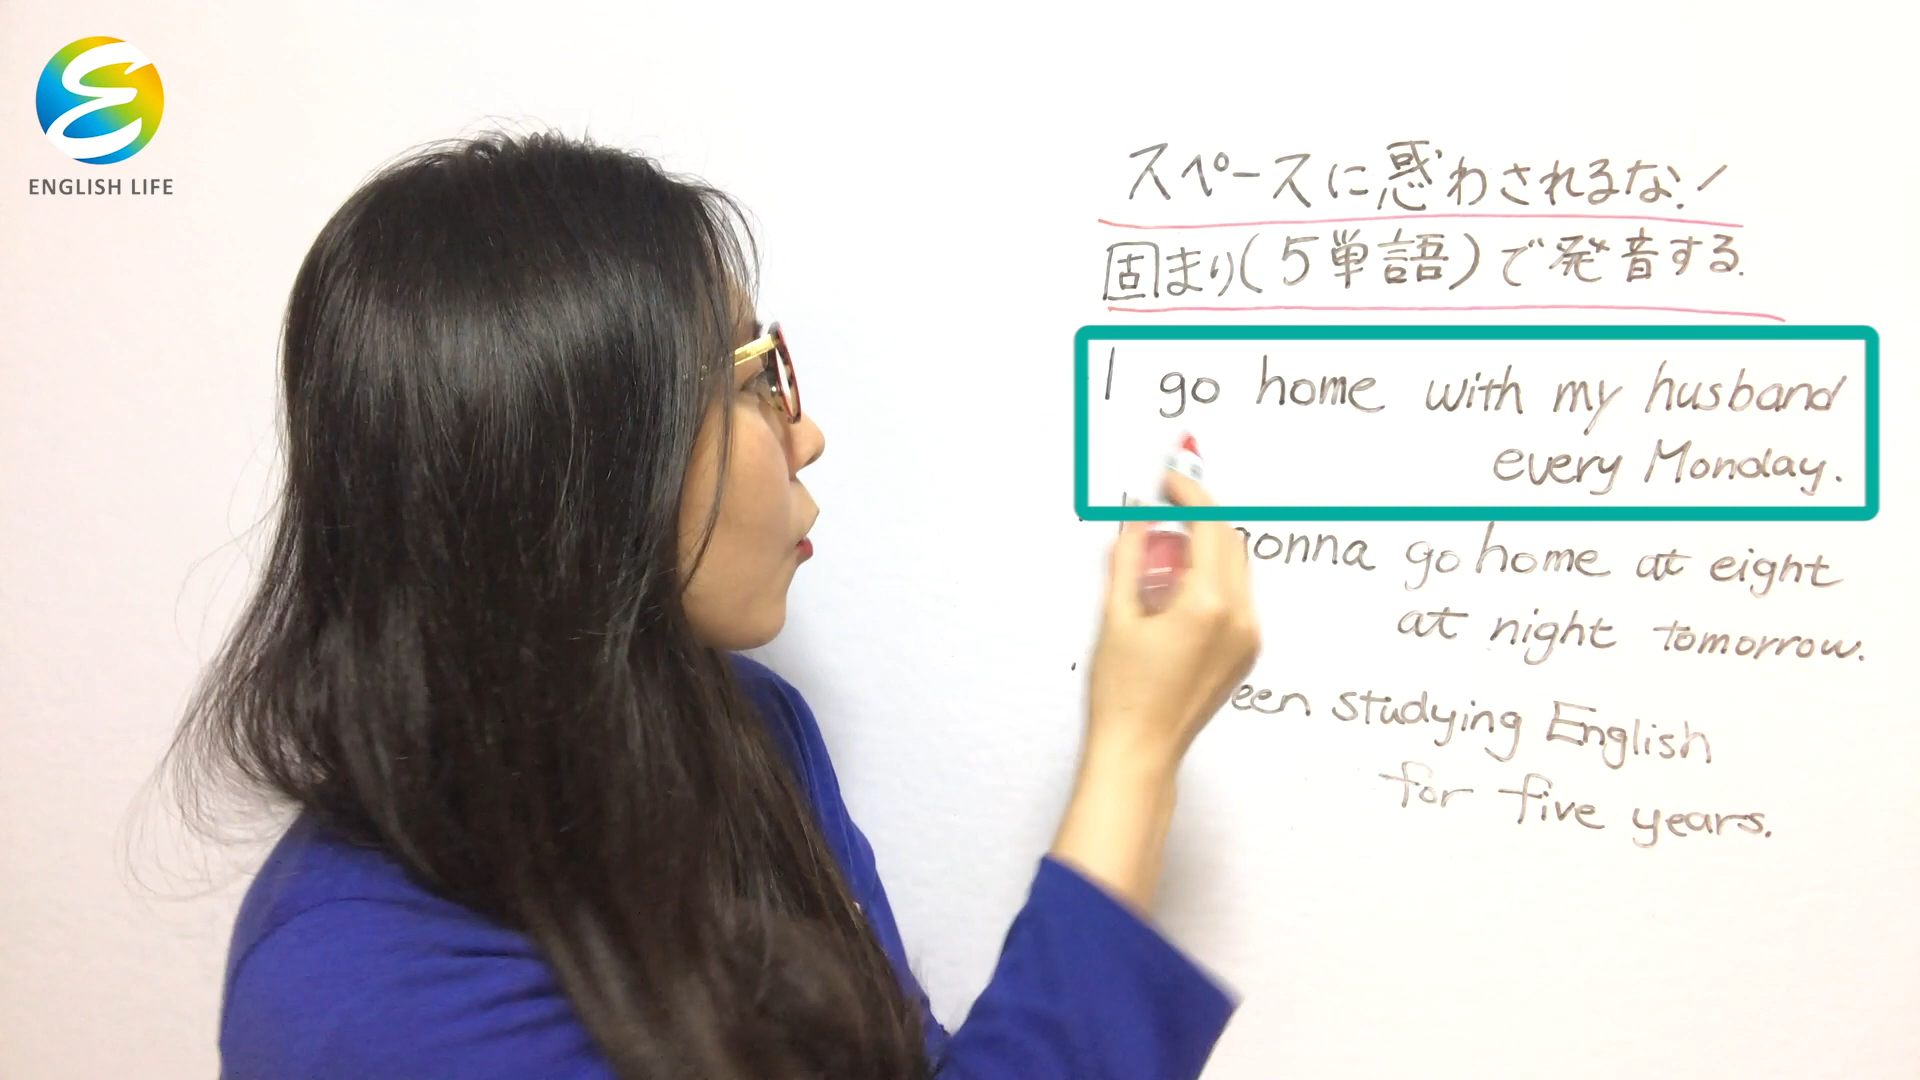 ENGLISH LIFE
スペースに惑わされるな！
固まり(5単語)で発音する.
I go home with my husband
every Monday.
gonna go home at eight
at night tomorrow.
studying English
for five years.